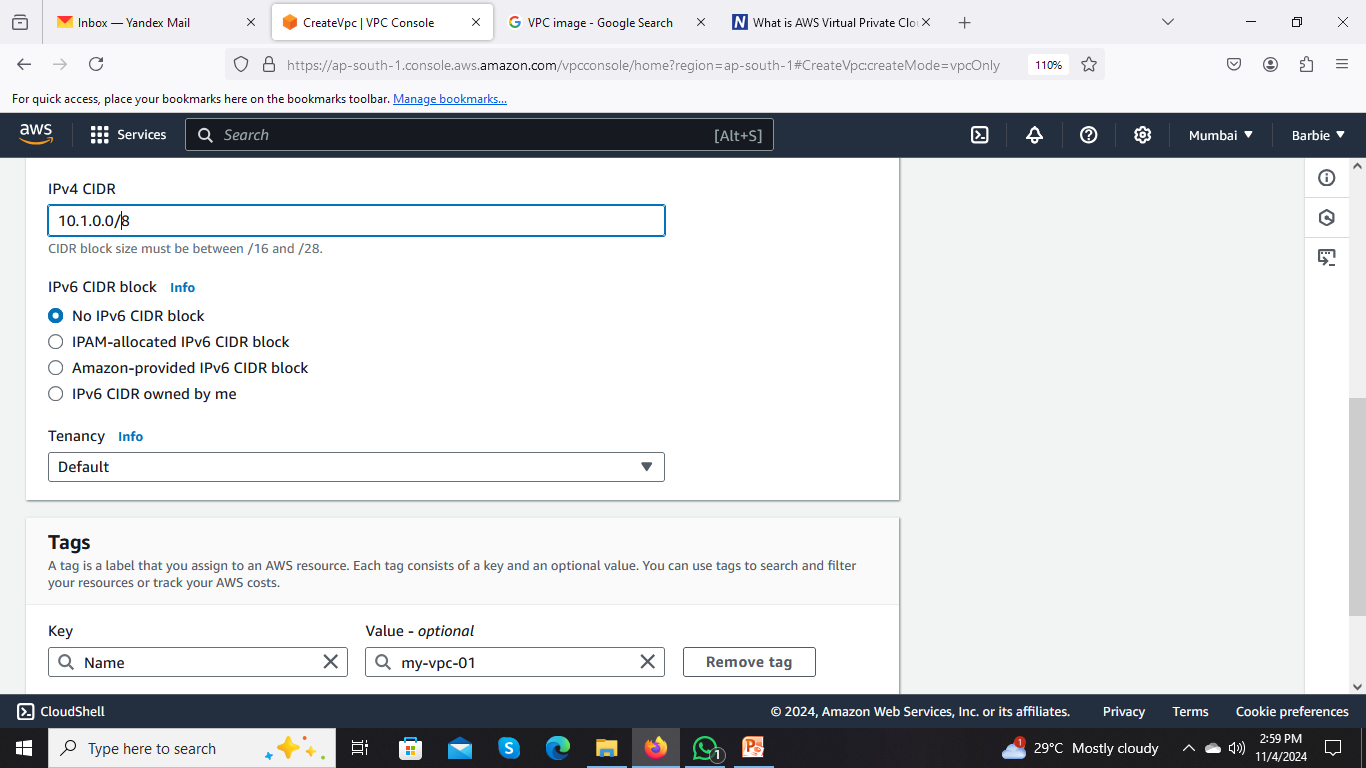 Inbox — Yandex Mail
CreateVpc | VPC Console
VPC image - Google Search
What is AWS Virtual Private Clo
https://ap-south-1.console.aws.amazon.com/vpcconsole/home?region=ap-south-1#CreateVpc:createMode=vpcOnly
110%
For quick access, place your bookmarks here on the bookmarks toolbar. Manage bookmarks...
aws
Services
Search
[Alt+S]
Mumbai
Barbie
IPv4 CIDR
10.1.0.0/8
CIDR block size must be between /16 and /28.
IPv6 CIDR block Info
No IPv6 CIDR block
IPAM-allocated IPv6 CIDR block
Amazon-provided IPv6 CIDR block
IPv6 CIDR owned by me
Tenancy Info
Default
Tags
A tag is a label that you assign to an AWS resource. Each tag consists of a key and an optional value. You can use tags to search and filter
your resources or track your AWS costs.
Key
Value - optional
Name
my-vpc-01
Remove tag
CloudShell
© 2024, Amazon Web Services, Inc. or its affiliates.
Privacy
Terms
Cookie preferences
Type here to search
1
1
29°C Mostly cloudy
2:59 PM
11/4/2024